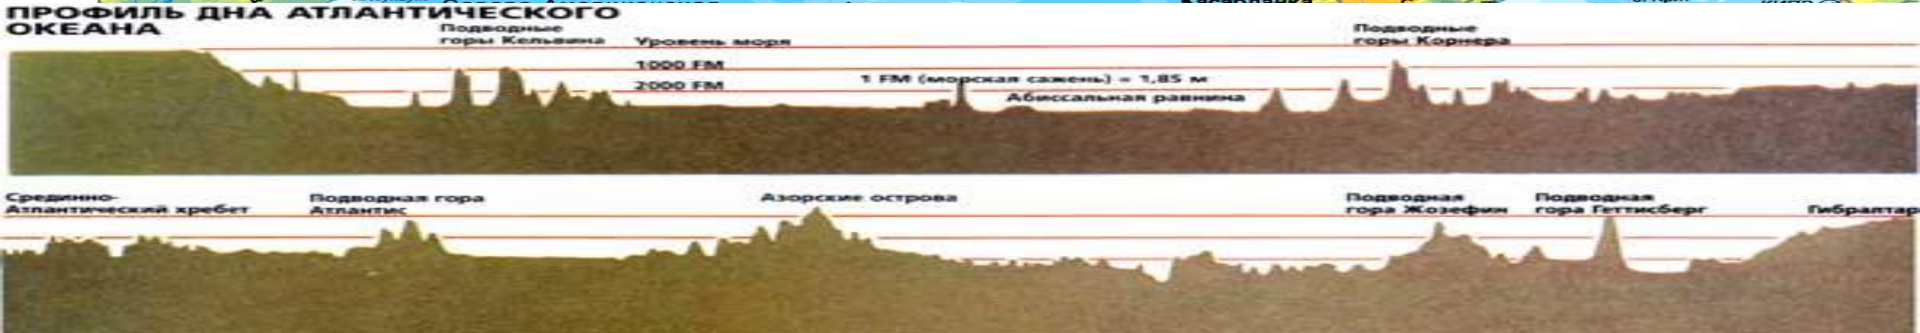 ПРОФИЛЬ ДНА АТЛАНТИЧЕСКОГО
ОКЕАНА
Подводные
горы Кельвина
Уровень моря
1000 FM
2000 FM
1 FM (морская сажень) = 1,85 м
Абиссальная равнина
Подводные
горы Корнера
Срединно-
Атлантический хребет
Подводная гора
Атлантис
Азорские острова
Подводная
гора Жозефин
Подводная
гора Геттисберг
Гибралтар